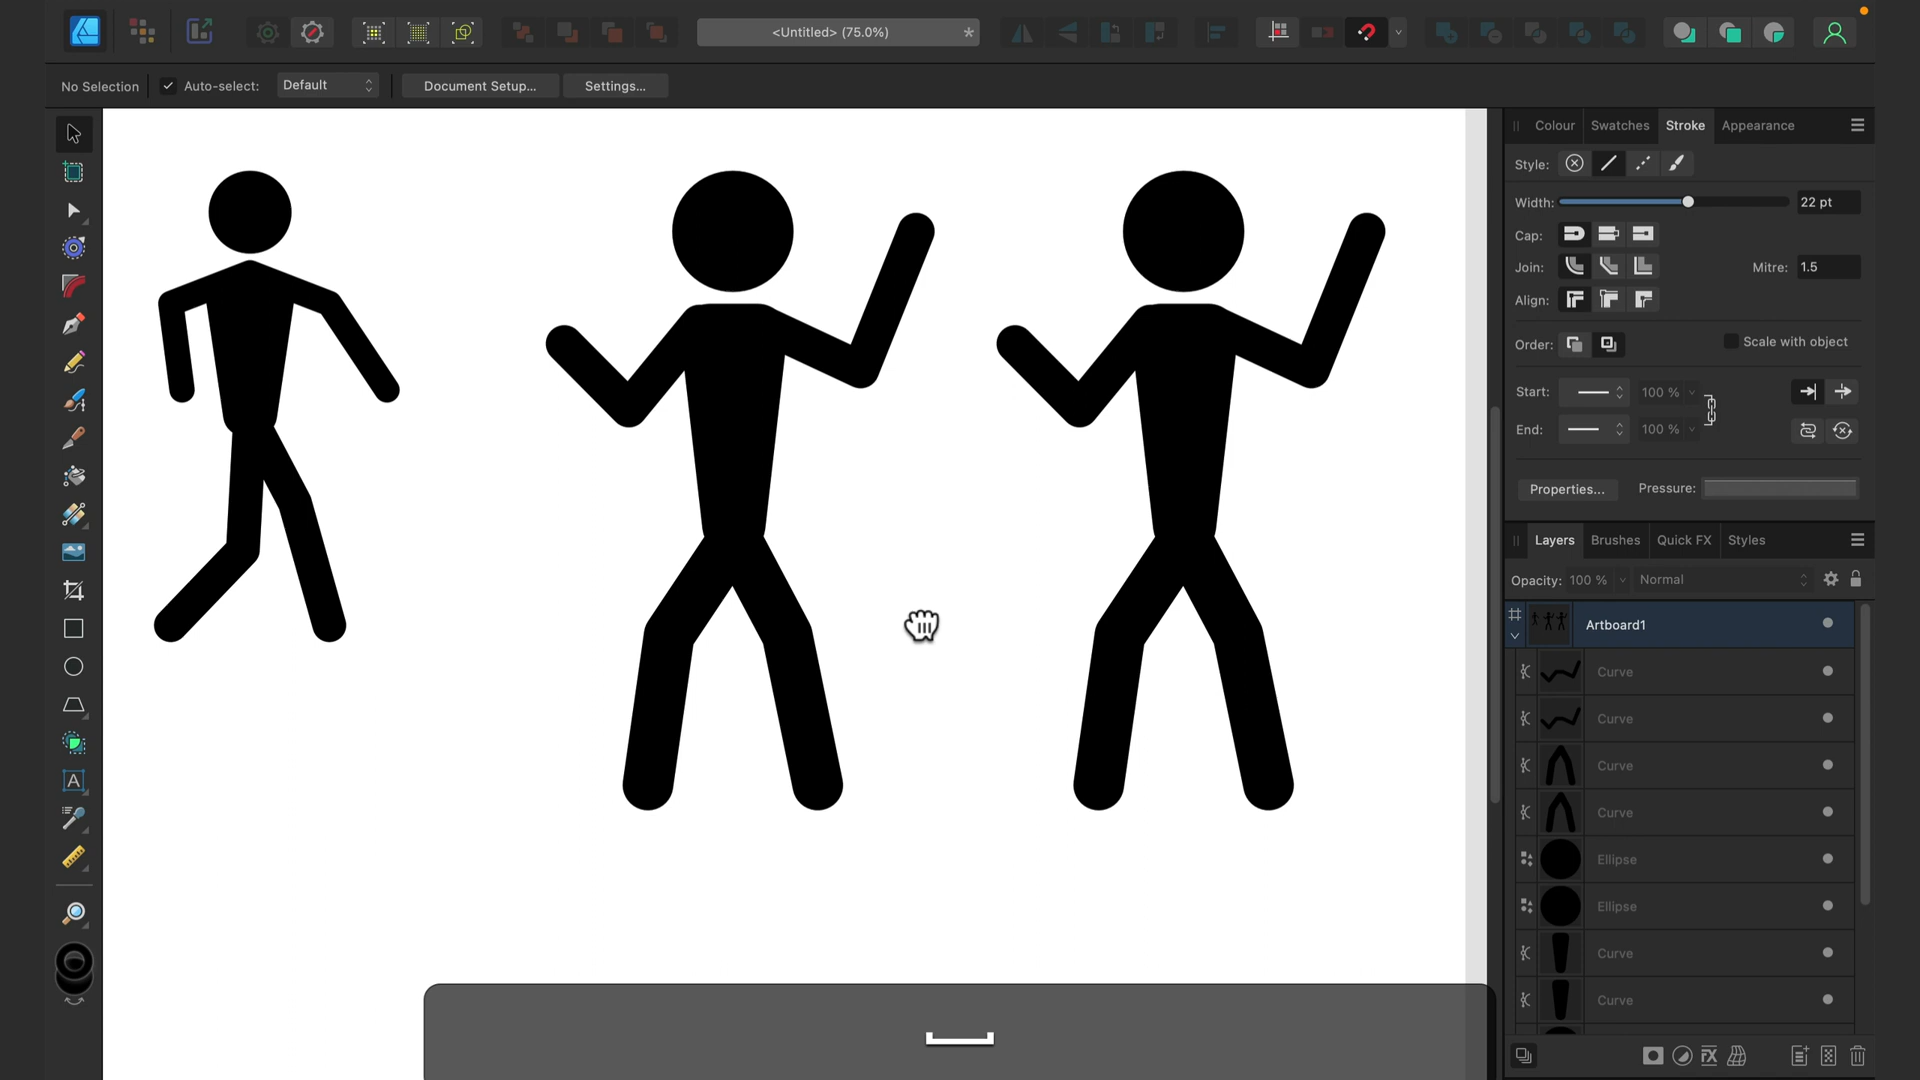 <Untitled> (75.0%)
*
No Selection
Auto-select:
Default
Document Setup...
Settings...
Colour
Swatches
Stroke
Appearance
Style:
Width:
22 pt
Cap:
Join:
Mitre:
1.5
Align:
Order:
Scale with object
Start:
100 %
End:
100 %
Properties...
Pressure:
Layers
Brushes
Quick FX
Styles
Opacity:
100 %
Normal
Artboard1
Curve
Curve
Curve
Curve
Ellipse
Ellipse
Curve
Curve
A
FX